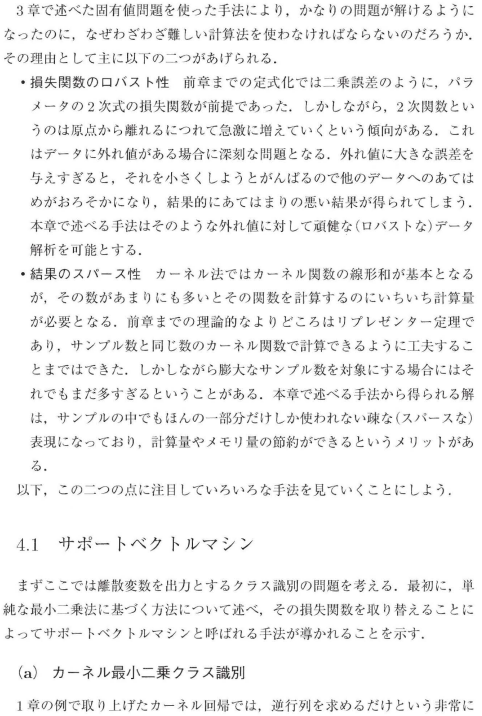 3章で述べた固有値問題を使った手法により，かなりの問題が解けるように
なったのに，なぜわざわざ難しい計算法を使わなければならないのだろうか．
その理由として主に以下の二つがあげられる．
・損失関数のロバスト性　前章までの定式化では二乗誤差のように，パラ
メータの2次式の損失関数が前提であった．しかしながら，2次関数とい
うのは原点から離れるにつれて急激に増えていくという傾向がある．これ
はデータに外れ値がある場合に深刻な問題となる．外れ値に大きな誤差を
与えすぎると，それを小さくしようとがんばるので他のデータへのあては
めがおろそかになり，結果的にあてはまりの悪い結果が得られてしまう．
本章で述べる手法はそのような外れ値に対して頑健な(ロバストな)データ
解析を可能とする．
・結果のスパース性　カーネル法ではカーネル関数の線形和が基本となる
が，その数があまりにも多いとその関数を計算するのにいちいち計算量
が必要となる．前章までの理論的なよりどころはリプレゼンター定理で
あり，サンプル数と同じ数のカーネル関数で計算できるように工夫するこ
とまではできた．しかしながら膨大なサンプル数を対象にする場合にはそ
れでもまだ多すぎるということがある．本章で述べる手法から得られる解
は，サンプルの中でもほんの一部分だけしか使われない疎な(スパースな)
表現になっており，計算量やメモリ量の節約ができるというメリットがあ
る．
以下，この二つの点に注目していろいろな手法を見ていくことにしよう．
4.1　サポートベクトルマシン
まずここでは離散変数を出力とするクラス識別の問題を考える．最初に，単
純な最小二乗法に基づく方法について述べ，その損失関数を取り替えることに
よってサポートベクトルマシンと呼ばれる手法が導かれることを示す．
(a)　カーネル最小二乗クラス識別
1章の例で取り上げたカーネル回帰では，逆行列を求めるだけという非常に